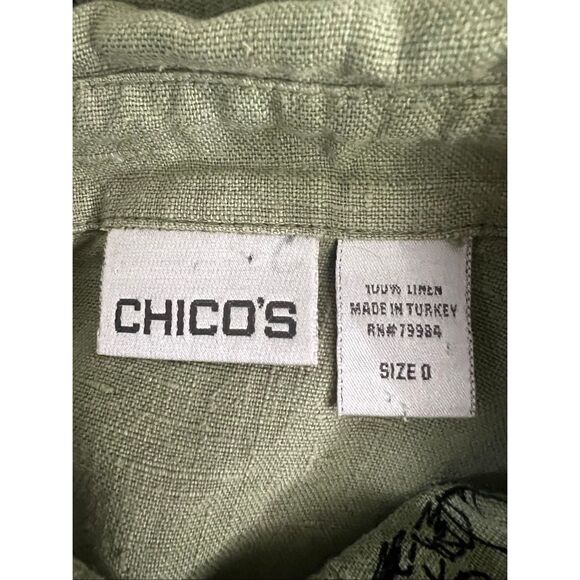 CHICO'S
100% LINEN
MADE IN TURKEY
RN#79984
SIZE 0